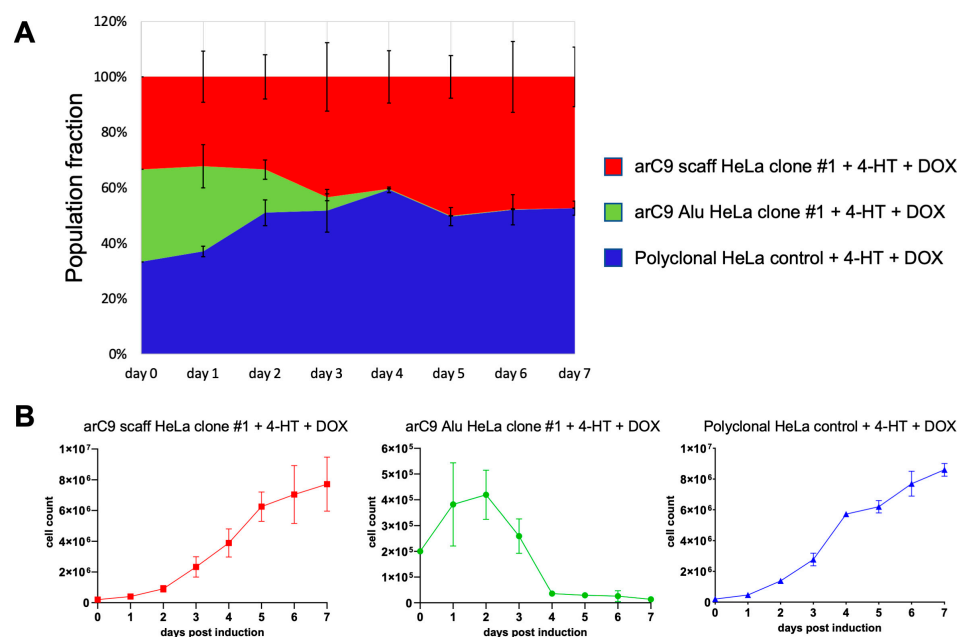 A
120%
100%
80%
60%
40%
20%
0%
Population fraction
day 0 day 1 day 2 day 3 day 4 day 5 day 6 day 7
arC9 scaff HeLa clone #1 + 4-HT + DOX
arC9 Alu HeLa clone #1 + 4-HT + DOX
Polyclonal HeLa control + 4-HT + DOX
B
arC9 scaff HeLa clone #1 + 4-HT + DOX
1×10⁷
8×10⁶
6×10⁶
4×10⁶
2×10⁶
0
cell count
0 1 2 3 4 5 6 7
days post induction
arC9 Alu HeLa clone #1 + 4-HT + DOX
6×10⁵
5×10⁵
4×10⁵
3×10⁵
2×10⁵
1×10⁵
0
cell count
0 1 2 3 4 5 6 7
days post induction
Polyclonal HeLa control + 4-HT + DOX
1×10⁷
8×10⁶
6×10⁶
4×10⁶
2×10⁶
0
cell count
0 1 2 3 4 5 6 7
days post induction